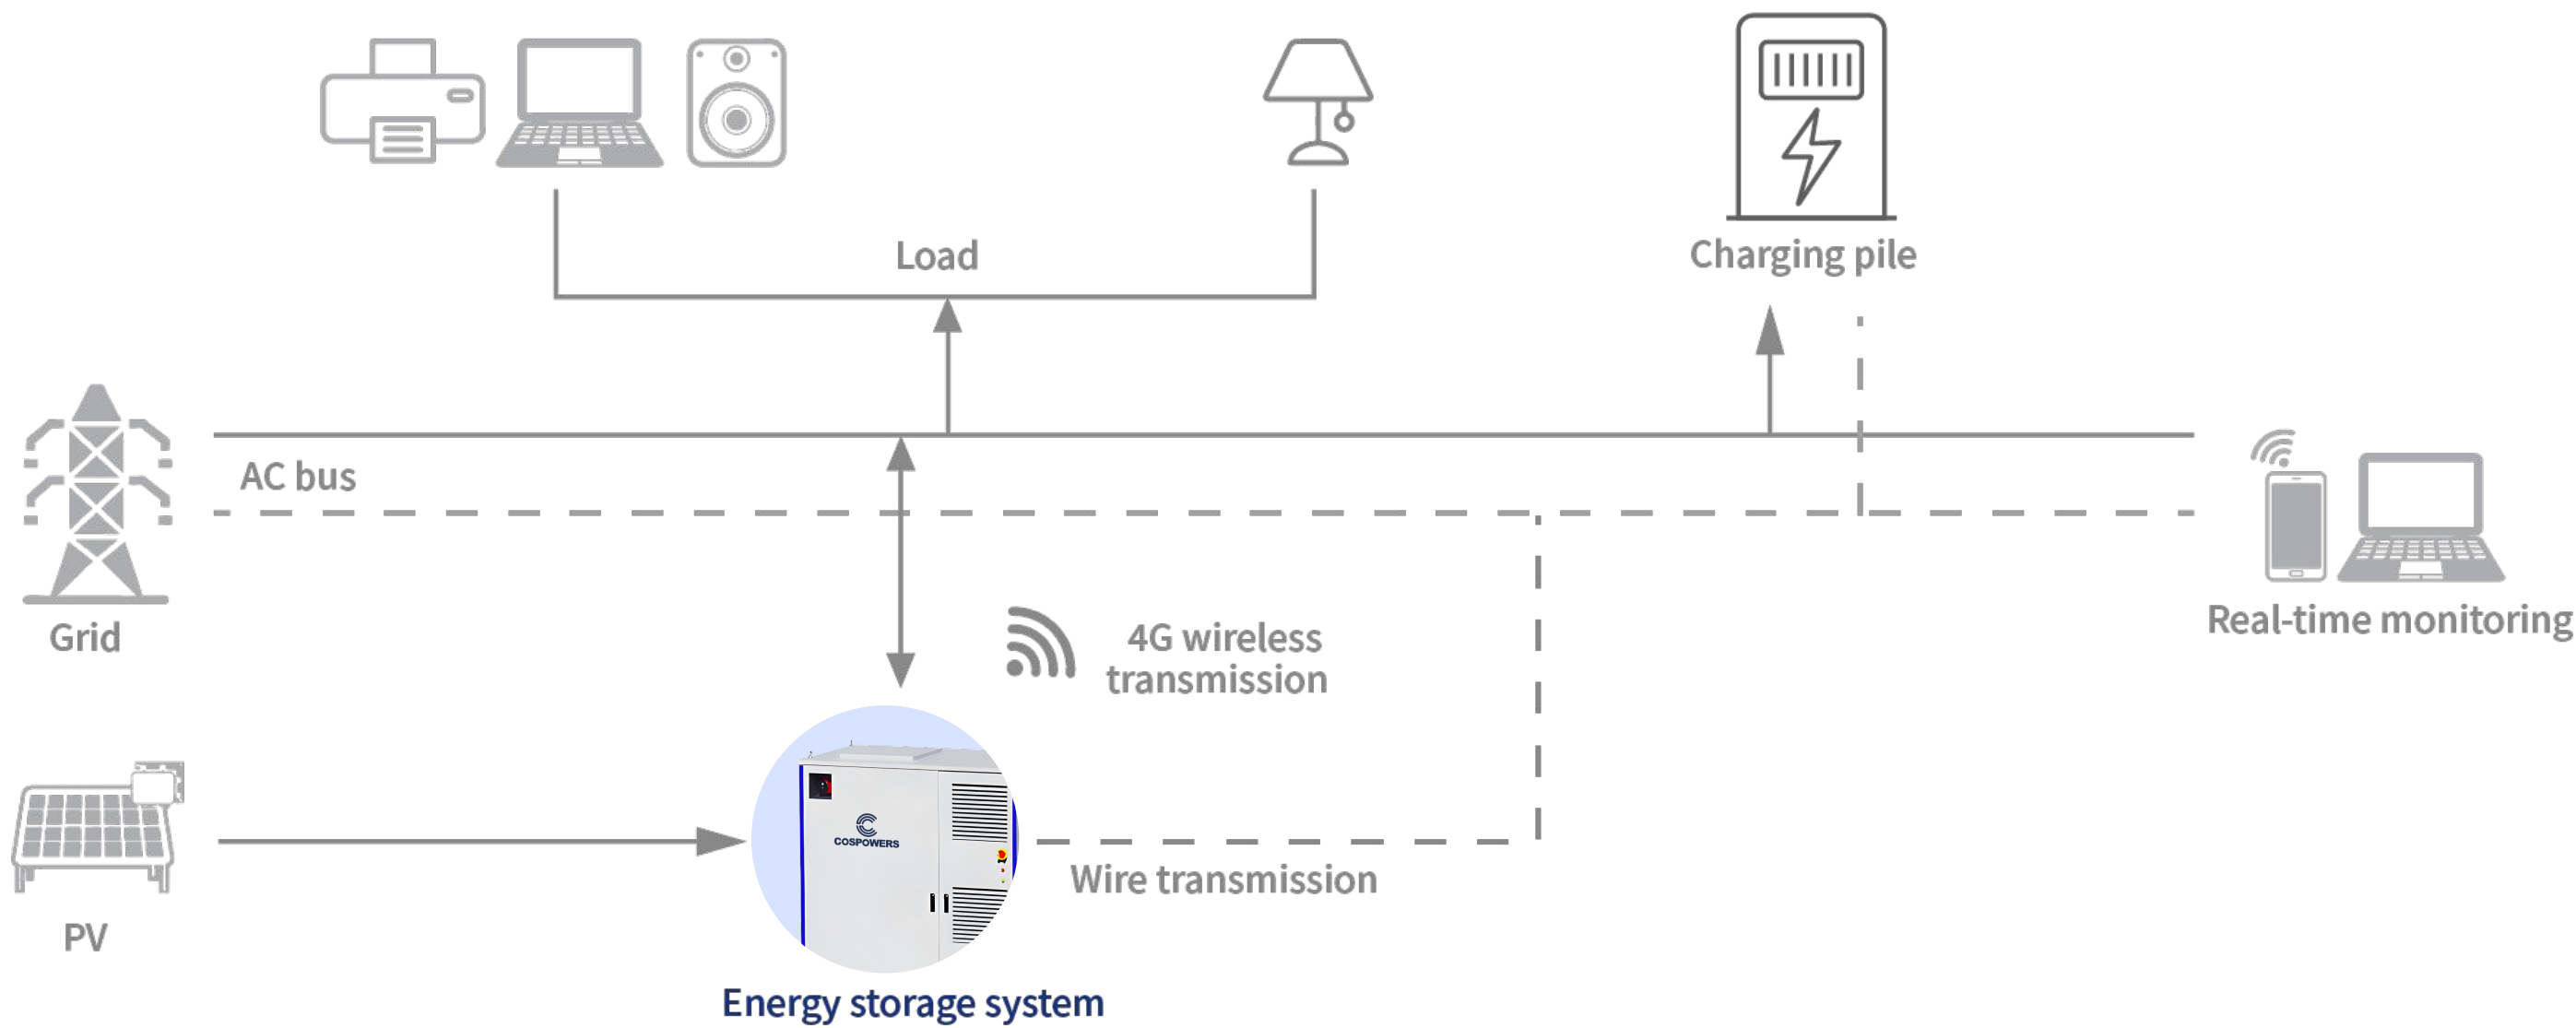 Load
Charging pile
AC bus
Grid
4G wireless
transmission
Real-time monitoring
COSPOWERS
Wire transmission
PV
Energy storage system